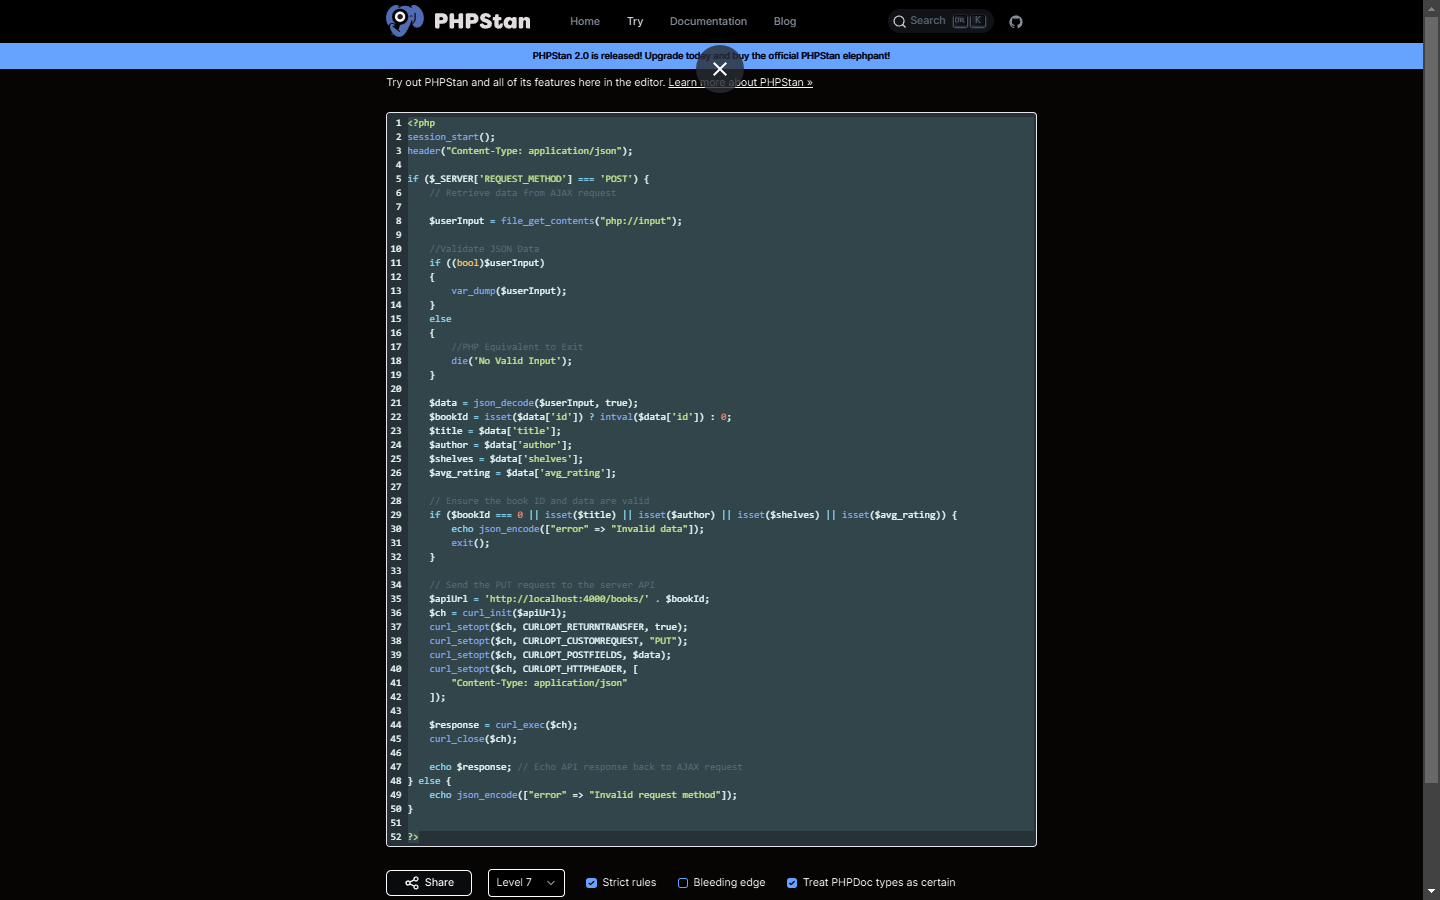 PHPStan
Home Try Documentation Blog Search CTRL K
PHPStan 2.0 is released! Upgrade today and buy the official PHPStan elephpant!
Try out PHPStan and all of its features here in the editor. Learn more about PHPStan »
1 <?php
2 session_start();
3 header("Content-Type: application/json");
4
5 if ($_SERVER['REQUEST_METHOD'] === 'POST') {
6 // Retrieve data from AJAX request
7
8 $userInput = file_get_contents("php://input");
9
10 //Validate JSON Data
11 if ((bool)$userInput)
12 {
13 var_dump($userInput);
14 }
15 else
16 {
17 //PHP Equivalent to Exit
18 die('No Valid Input');
19 }
20
21 $data = json_decode($userInput, true);
22 $bookId = isset($data['id']) ? intval($data['id']) : 0;
23 $title = $data['title'];
24 $author = $data['author'];
25 $shelves = $data['shelves'];
26 $avg_rating = $data['avg_rating'];
27
28 // Ensure the book ID and data are valid
29 if ($bookId === 0 || isset($title) || isset($author) || isset($shelves) || isset($avg_rating)) {
30 echo json_encode(["error" => "Invalid data"]);
31 exit();
32 }
33
34 // Send the PUT request to the server API
35 $apiUrl = 'http://localhost:4000/books/' . $bookId;
36 $ch = curl_init($apiUrl);
37 curl_setopt($ch, CURLOPT_RETURNTRANSFER, true);
38 curl_setopt($ch, CURLOPT_CUSTOMREQUEST, "PUT");
39 curl_setopt($ch, CURLOPT_POSTFIELDS, $data);
40 curl_setopt($ch, CURLOPT_HTTPHEADER, [
41 "Content-Type: application/json"
42 ]);
43
44 $response = curl_exec($ch);
45 curl_close($ch);
46
47 echo $response; // Echo API response back to AJAX request
48 } else {
49 echo json_encode(["error" => "Invalid request method"]);
50 }
51
52 ?>
Share Level 7 Strict rules Bleeding edge Treat PHPDoc types as certain